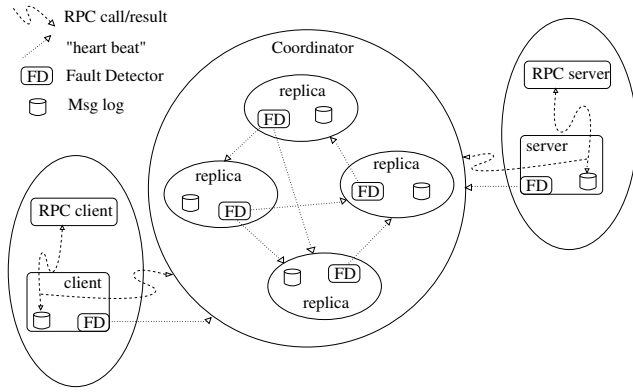 RPC call/result
"heart beat"
FD Fault Detector
Msg log
Coordinator
replica
FD
replica
FD
replica
FD
FD
replica
RPC server
server
FD
RPC client
client
FD